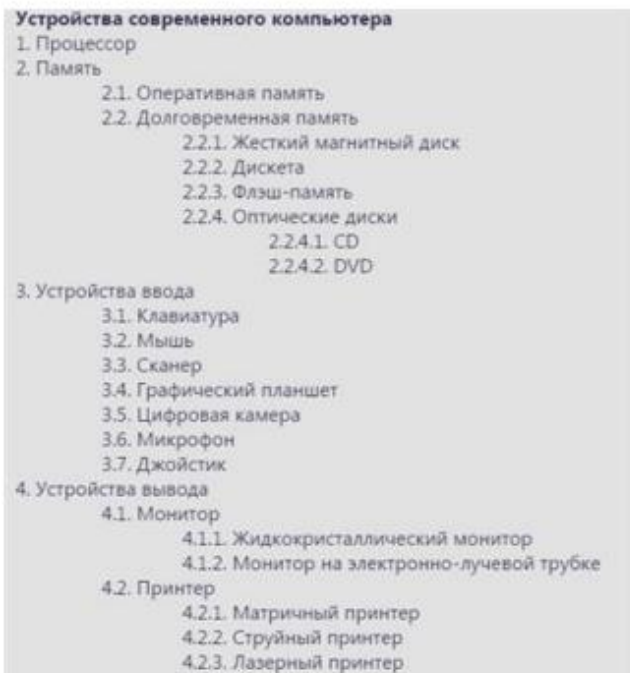 Устройства современного компьютера
1. Процессор
2. Память
2.1. Оперативная память
2.2. Долговременная память
2.2.1. Жесткий магнитный диск
2.2.2. Дискета
2.2.3. Флэш-память
2.2.4. Оптические диски
2.2.4.1. CD
2.2.4.2. DVD
3. Устройства ввода
3.1. Клавиатура
3.2. Мышь
3.3. Сканер
3.4. Графический планшет
3.5. Цифровая камера
3.6. Микрофон
3.7. Джойстик
4. Устройства вывода
4.1. Монитор
4.1.1. Жидкокристаллический монитор
4.1.2. Монитор на электронно-лучевой трубке
4.2. Принтер
4.2.1. Матричный принтер
4.2.2. Струйный принтер
4.2.3. Лазерный принтер